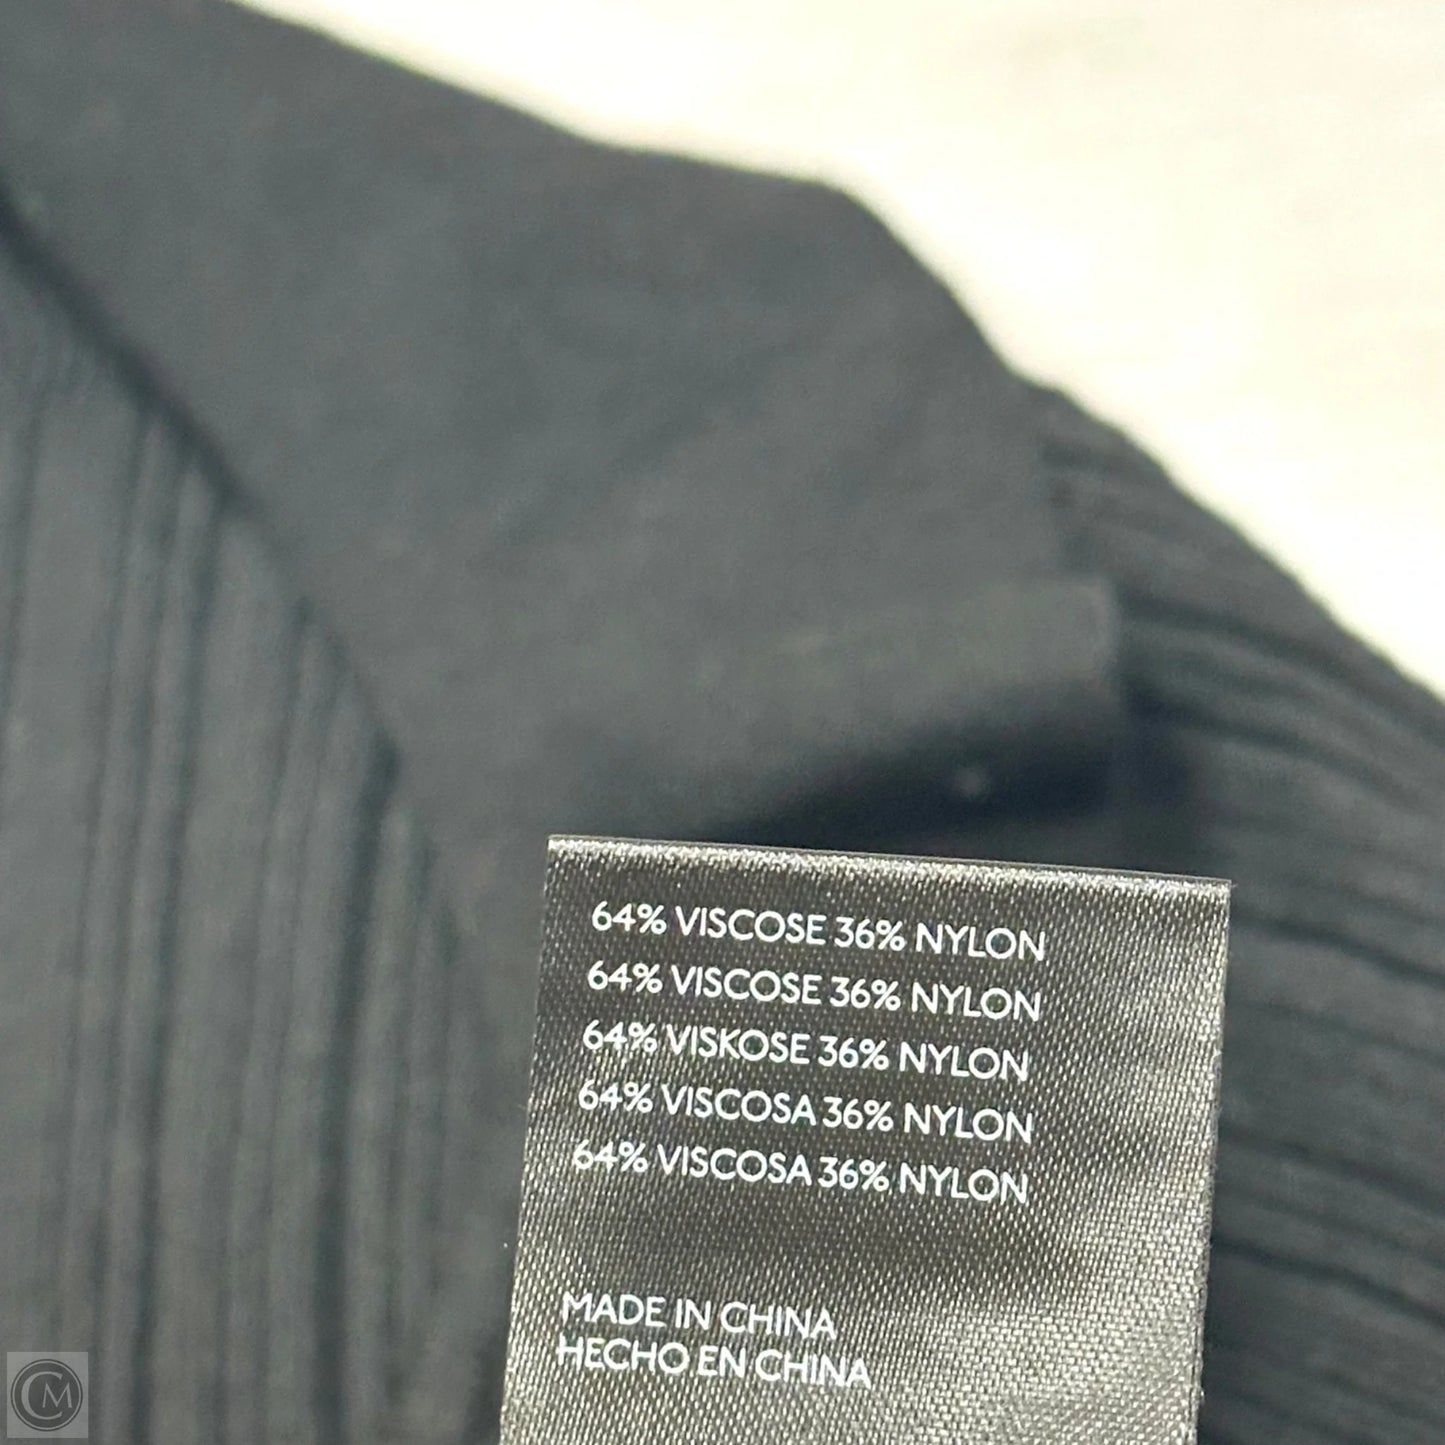 64% VISCOSE 36% NYLON
64% VISCOSE 36% NYLON
64% VISKOSE 36% NYLON
64% VISCOSA 36% NYLON
64% VISCOSA 36% NYLON
MADE IN CHINA
HECHO EN CHINA
CM